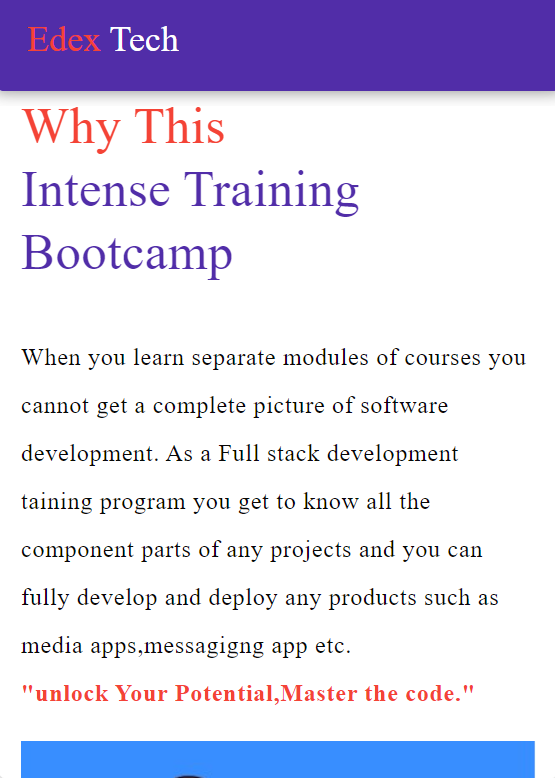 Edex Tech
Why This
Intense Training
Bootcamp
When you learn separate modules of courses you
cannot get a complete picture of software
development. As a Full stack development
taining program you get to know all the
component parts of any projects and you can
fully develop and deploy any products such as
media apps,messagigng app etc.
"unlock Your Potential,Master the code."